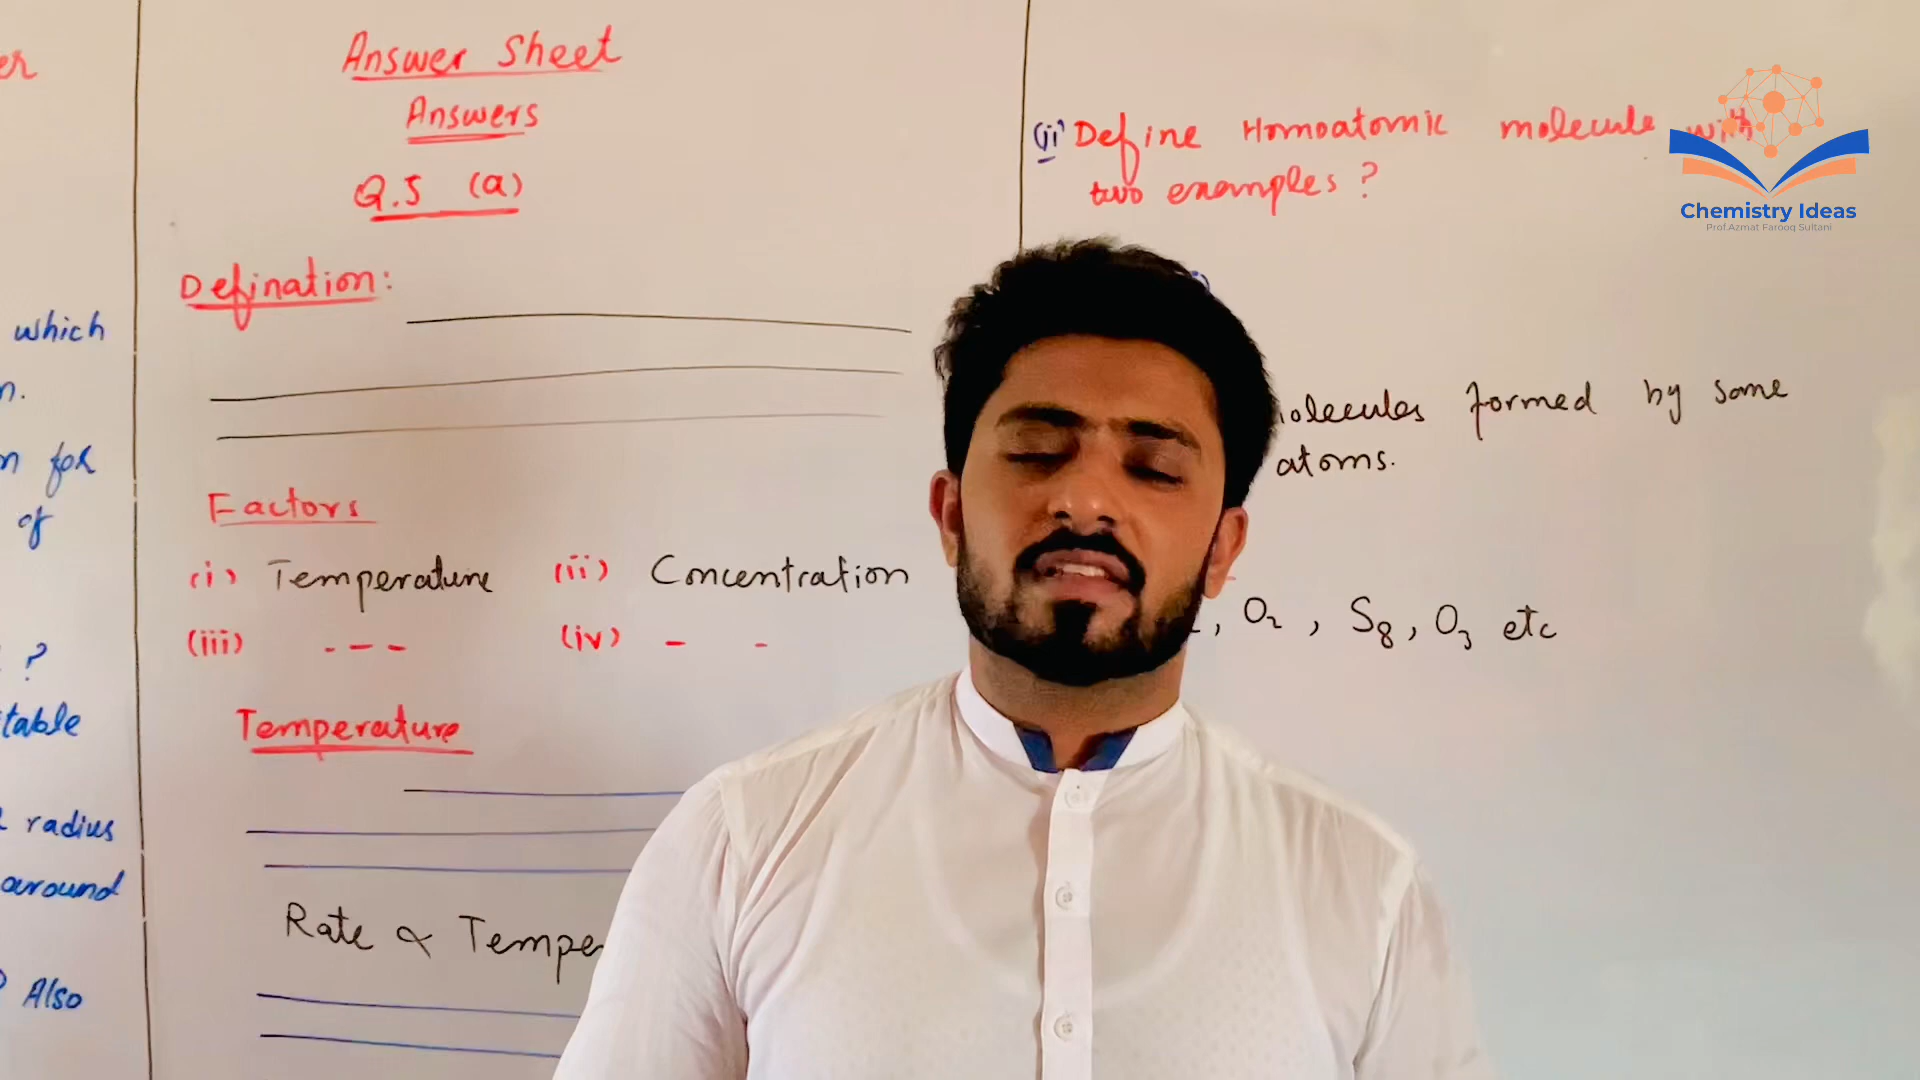 er
which
n.
n for
of
?
table
radius
around
Also
Answer Sheet
Answers
Q.5 (a)
Defination:
Factors
(i) Temperature (ii) Concentration
(iii) --- (iv) - -
Temperature
Rate ∝ Tempe
(ii) Define Homoatomic molecule with
two examples ?
molecules formed by same
atoms.
, O₂ , S₈, O₃ etc
Chemistry Ideas
Prof.Azmat Farooq Sultani